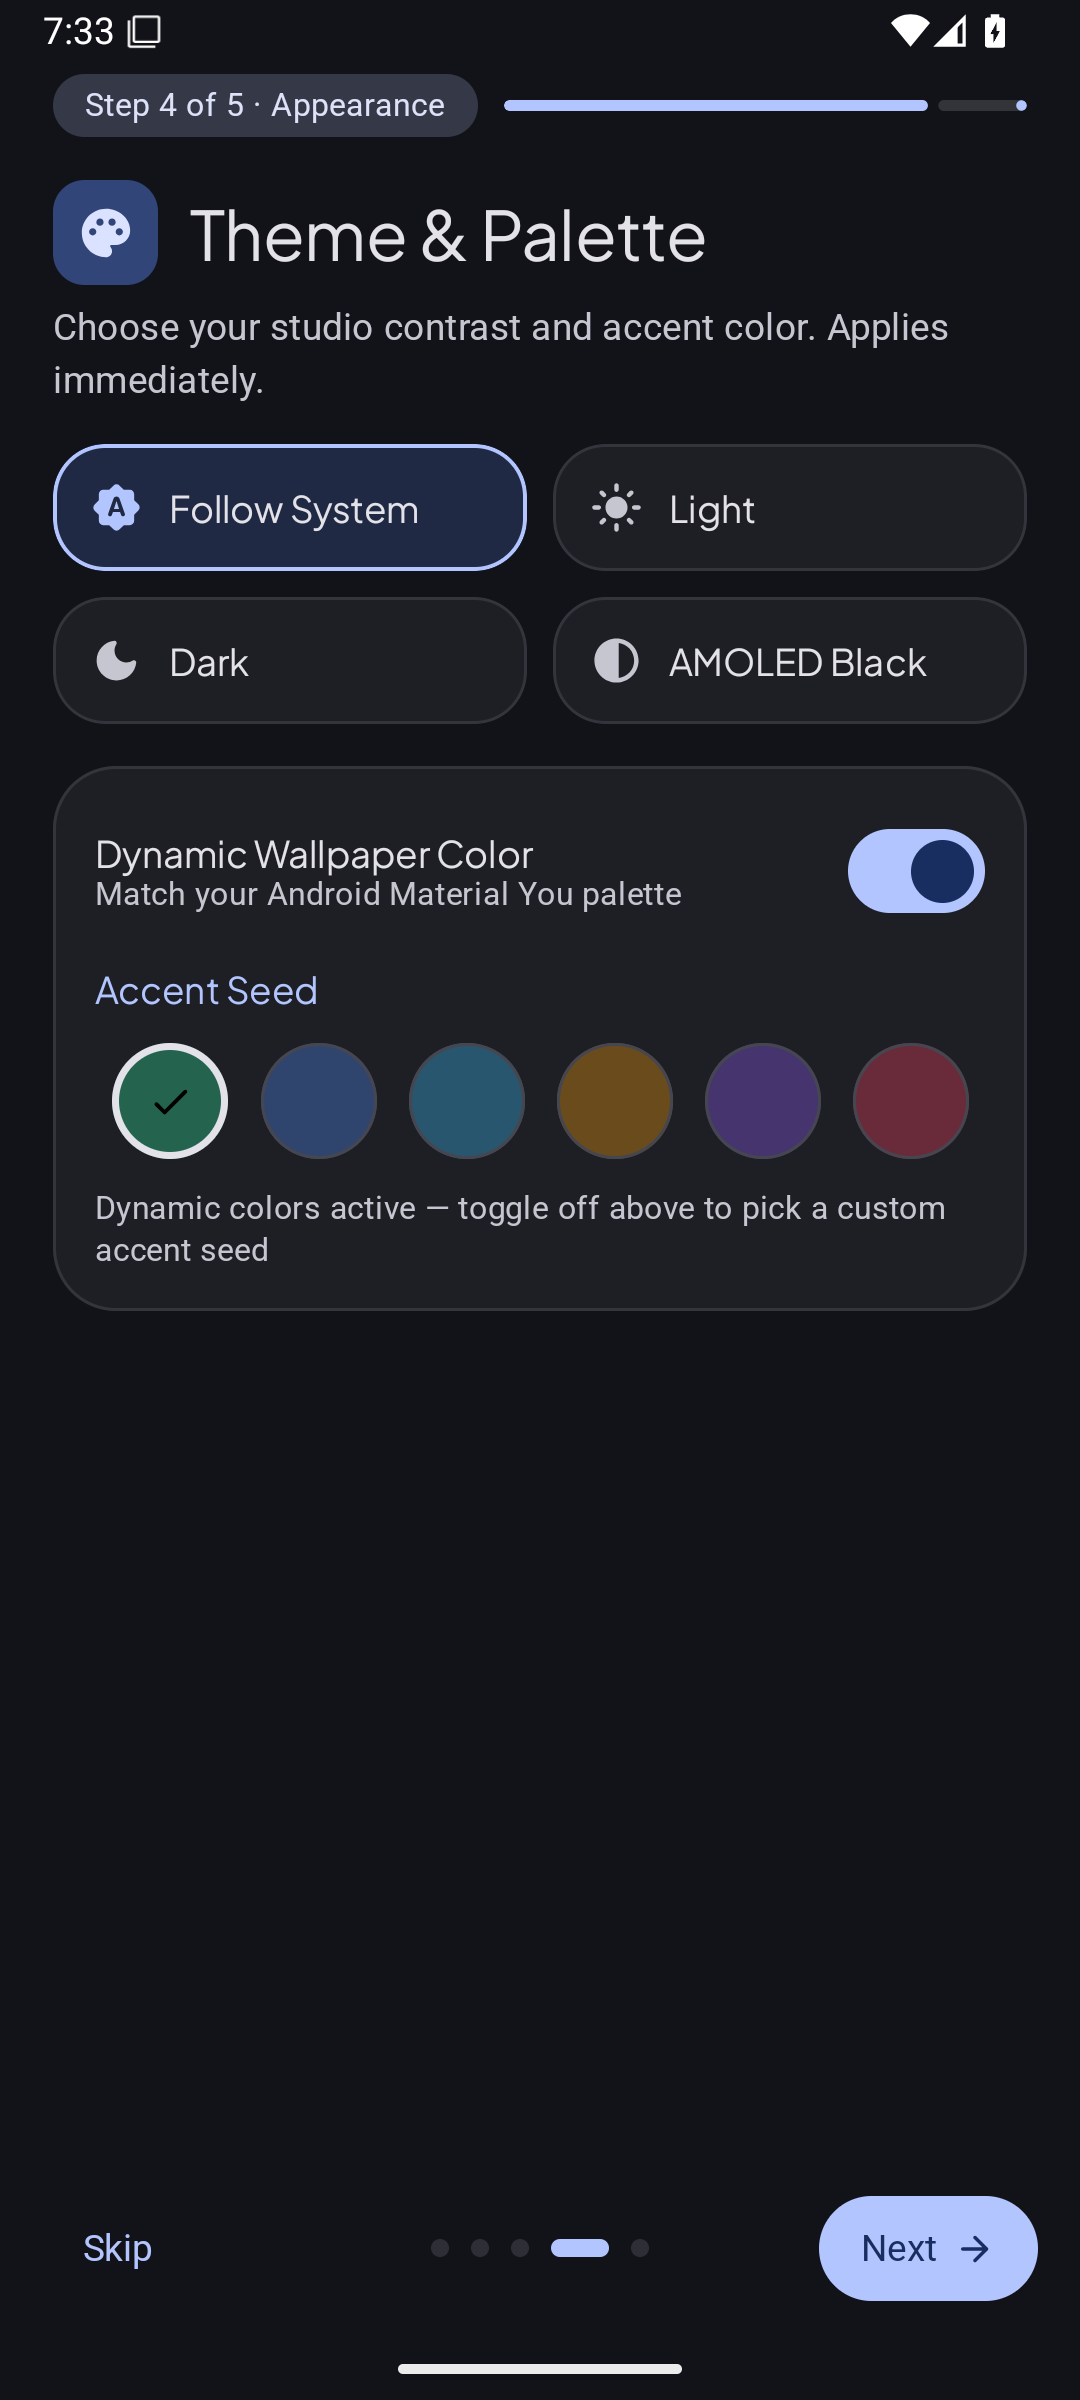 7:33
Step 4 of 5 · Appearance
Theme & Palette
Choose your studio contrast and accent color. Applies
immediately.
Follow System
Light
Dark
AMOLED Black
Dynamic Wallpaper Color
Match your Android Material You palette
Accent Seed
Dynamic colors active — toggle off above to pick a custom
accent seed
Skip
Next